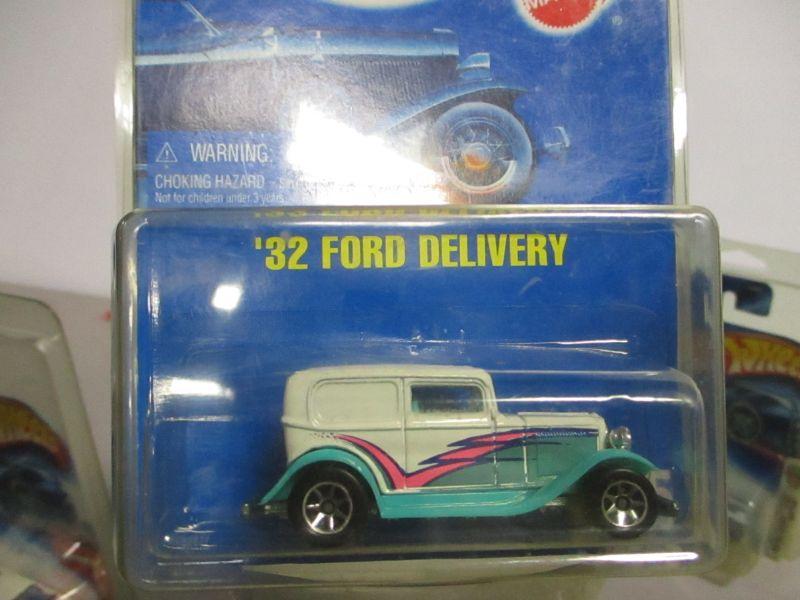 WARNING:
CHOKING HAZARD -
Not for children under 3 years.
'32 FORD DELIVERY